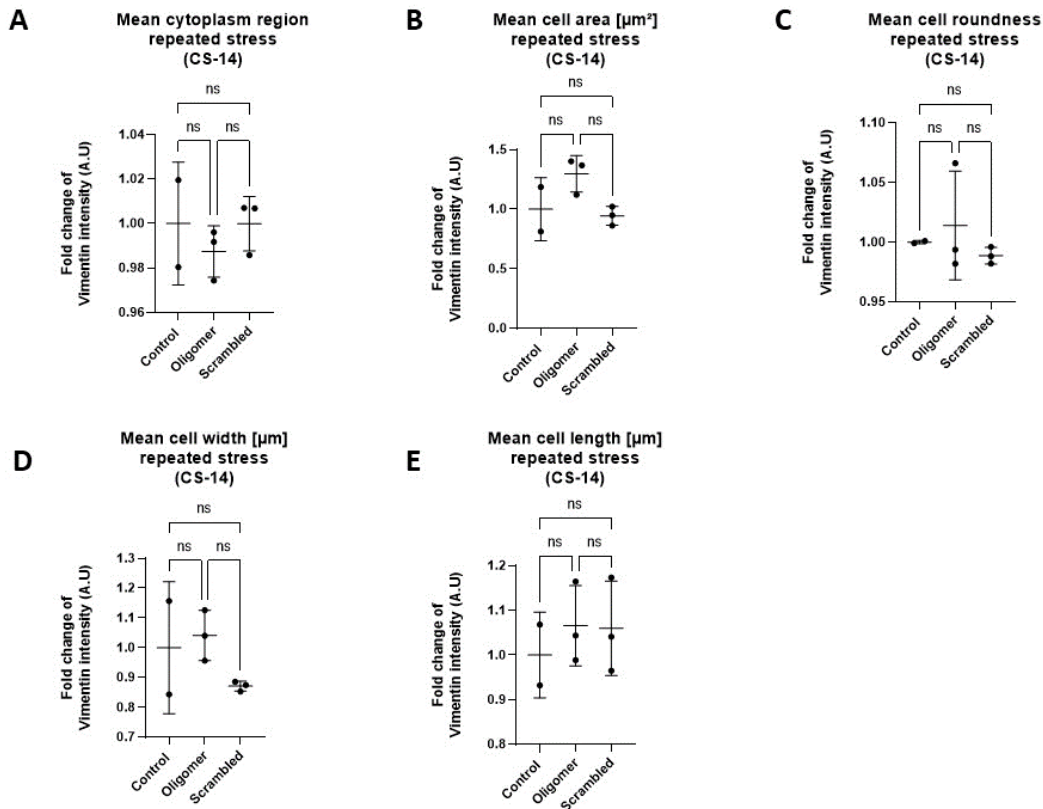 A
Mean cytoplasm region
repeated stress
(CS-14)
ns
ns
ns
Fold change of
Vimentin intensity (A.U)
1.04
1.02
1.00
0.98
0.96
Control
Oligomer
Scrambled
B
Mean cell area [µm²]
repeated stress
(CS-14)
ns
ns
ns
Fold change of
Vimentin intensity (A.U)
1.5
1.0
0.5
0.0
Control
Oligomer
Scrambled
C
Mean cell roundness
repeated stress
(CS-14)
ns
ns
ns
Fold change of
Vimentin intensity (A.U)
1.10
1.05
1.00
0.95
Control
Oligomer
Scrambled
D
Mean cell width [µm]
repeated stress
(CS-14)
ns
ns
ns
Fold change of
Vimentin intensity (A.U)
1.3
1.2
1.1
1.0
0.9
0.8
0.7
Control
Oligomer
Scrambled
E
Mean cell length [µm]
repeated stress
(CS-14)
ns
ns
ns
Fold change of
Vimentin intensity (A.U)
1.2
1.1
1.0
0.9
0.8
Control
Oligomer
Scrambled